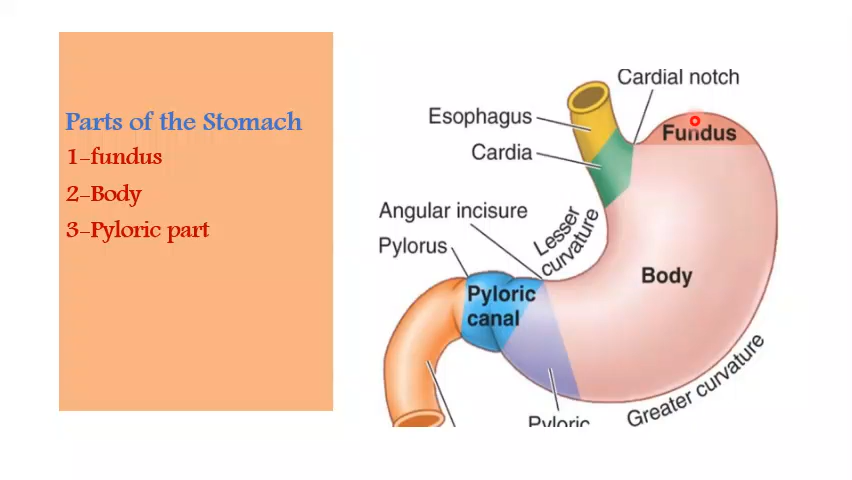 Parts of the Stomach
1-fundus
2-Body
3-Pyloric part
Cardial notch
Esophagus
Fundus
Cardia
Angular incisure
Lesser
curvature
Pylorus
Body
Pyloric
canal
Greater curvature
Pyloric